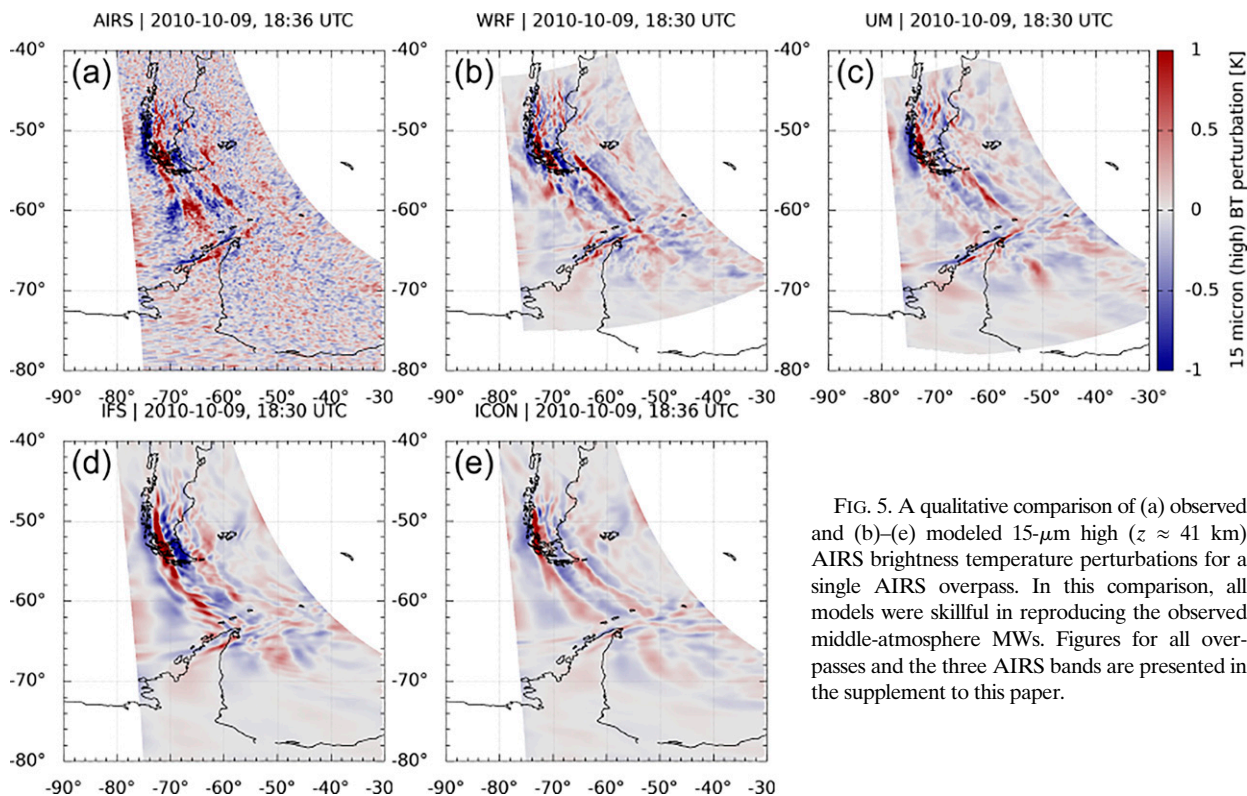 AIRS | 2010-10-09, 18:36 UTC
WRF | 2010-10-09, 18:30 UTC
UM | 2010-10-09, 18:30 UTC
(a)
(b)
(c)
-40°
-50°
-60°
-70°
-80°
-40°
-50°
-60°
-70°
-80°
-40°
-50°
-60°
-70°
-80°
-90° -80° -70° -60° -50° -40° -30
-90° -80° -70° -60° -50° -40° -30
-90° -80° -70° -60° -50° -40° -30
1
0.5
0
-0.5
-1
15 micron (high) BT perturbation [K]
IFS | 2010-10-09, 18:30 UTC
ICON | 2010-10-09, 18:36 UTC
(d)
(e)
-40°
-50°
-60°
-70°
-80°
-40°
-50°
-60°
-70°
-80°
-90° -80° -70° -60° -50° -40° -30
-90° -80° -70° -60° -50° -40° -30
FIG. 5. A qualitative comparison of (a) observed
and (b)–(e) modeled 15-μm high (z ≈ 41 km)
AIRS brightness temperature perturbations for a
single AIRS overpass. In this comparison, all
models were skillful in reproducing the observed
middle-atmosphere MWs. Figures for all over-
passes and the three AIRS bands are presented in
the supplement to this paper.